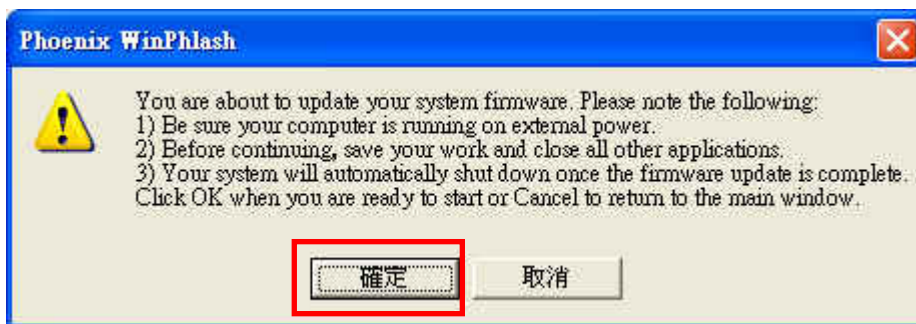 Phoenix WinPhlash
You are about to update your system firmware. Please note the following:
1) Be sure your computer is running on external power.
2) Before continuing, save your work and close all other applications.
3) Your system will automatically shut down once the firmware update is complete.
Click OK when you are ready to start or Cancel to return to the main window.
確定 取消